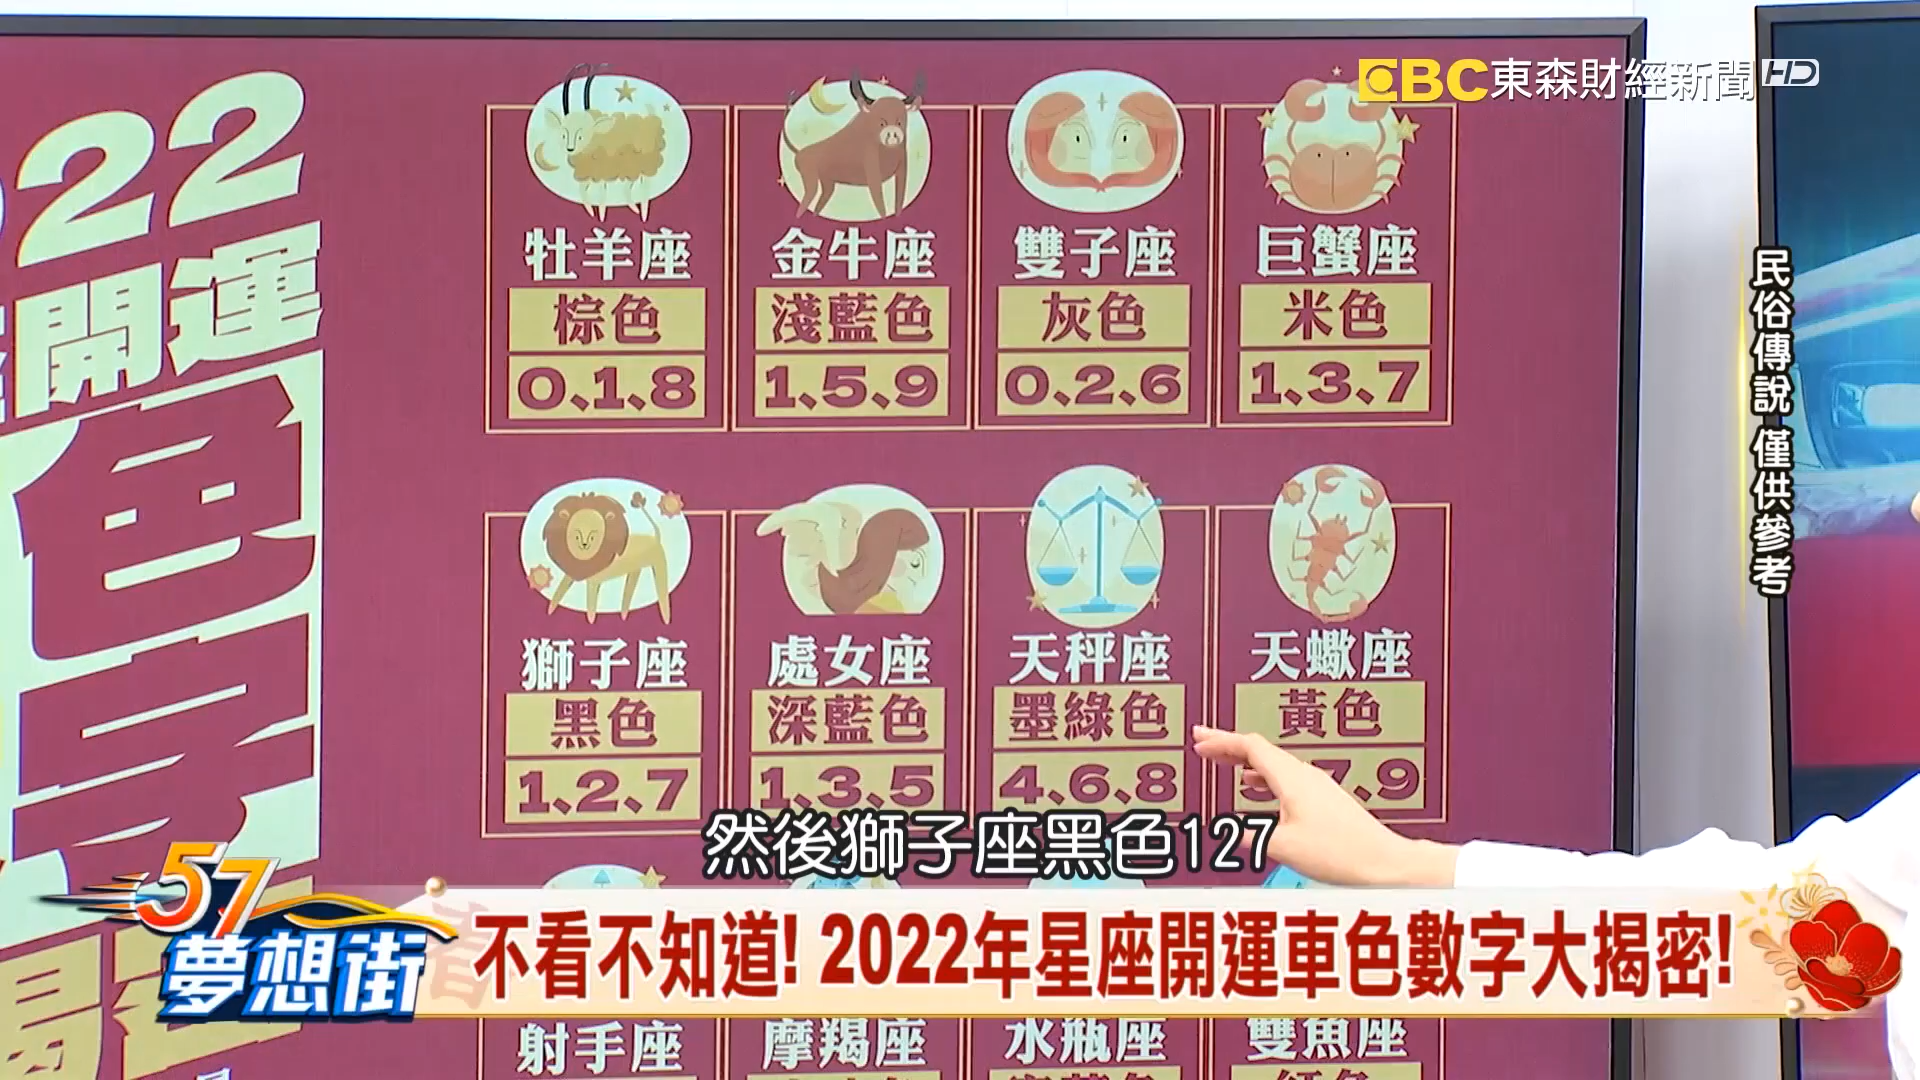 EBC 東森財經新聞 HD
2022
開運
色字
牡羊座 金牛座 雙子座 巨蟹座
棕色 淺藍色 灰色 米色
0、1、8 1、5、9 0、2、6 1、3、7
民俗傳說 僅供參考
獅子座 處女座 天秤座 天蠍座
黑色 深藍色 墨綠色 黃色
1、2、7 1、3、5 4、6、8 9
然後獅子座黑色127
57夢想街
不看不知道! 2022年星座開運車色數字大揭密!
射手座 摩羯座 水瓶座 雙魚座